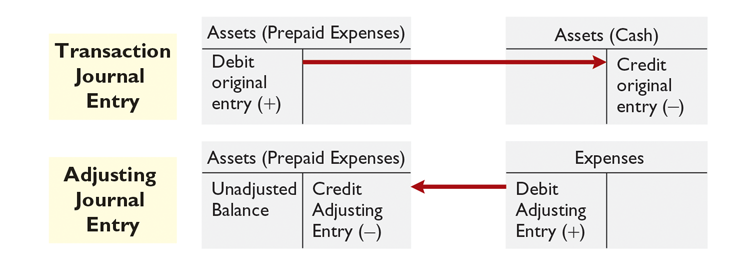 Transaction
Journal
Entry
Assets (Prepaid Expenses)
Debit
original
entry (+)
Assets (Cash)
Credit
original
entry (−)
Adjusting
Journal
Entry
Assets (Prepaid Expenses)
Unadjusted
Balance
Credit
Adjusting
Entry (−)
Expenses
Debit
Adjusting
Entry (+)